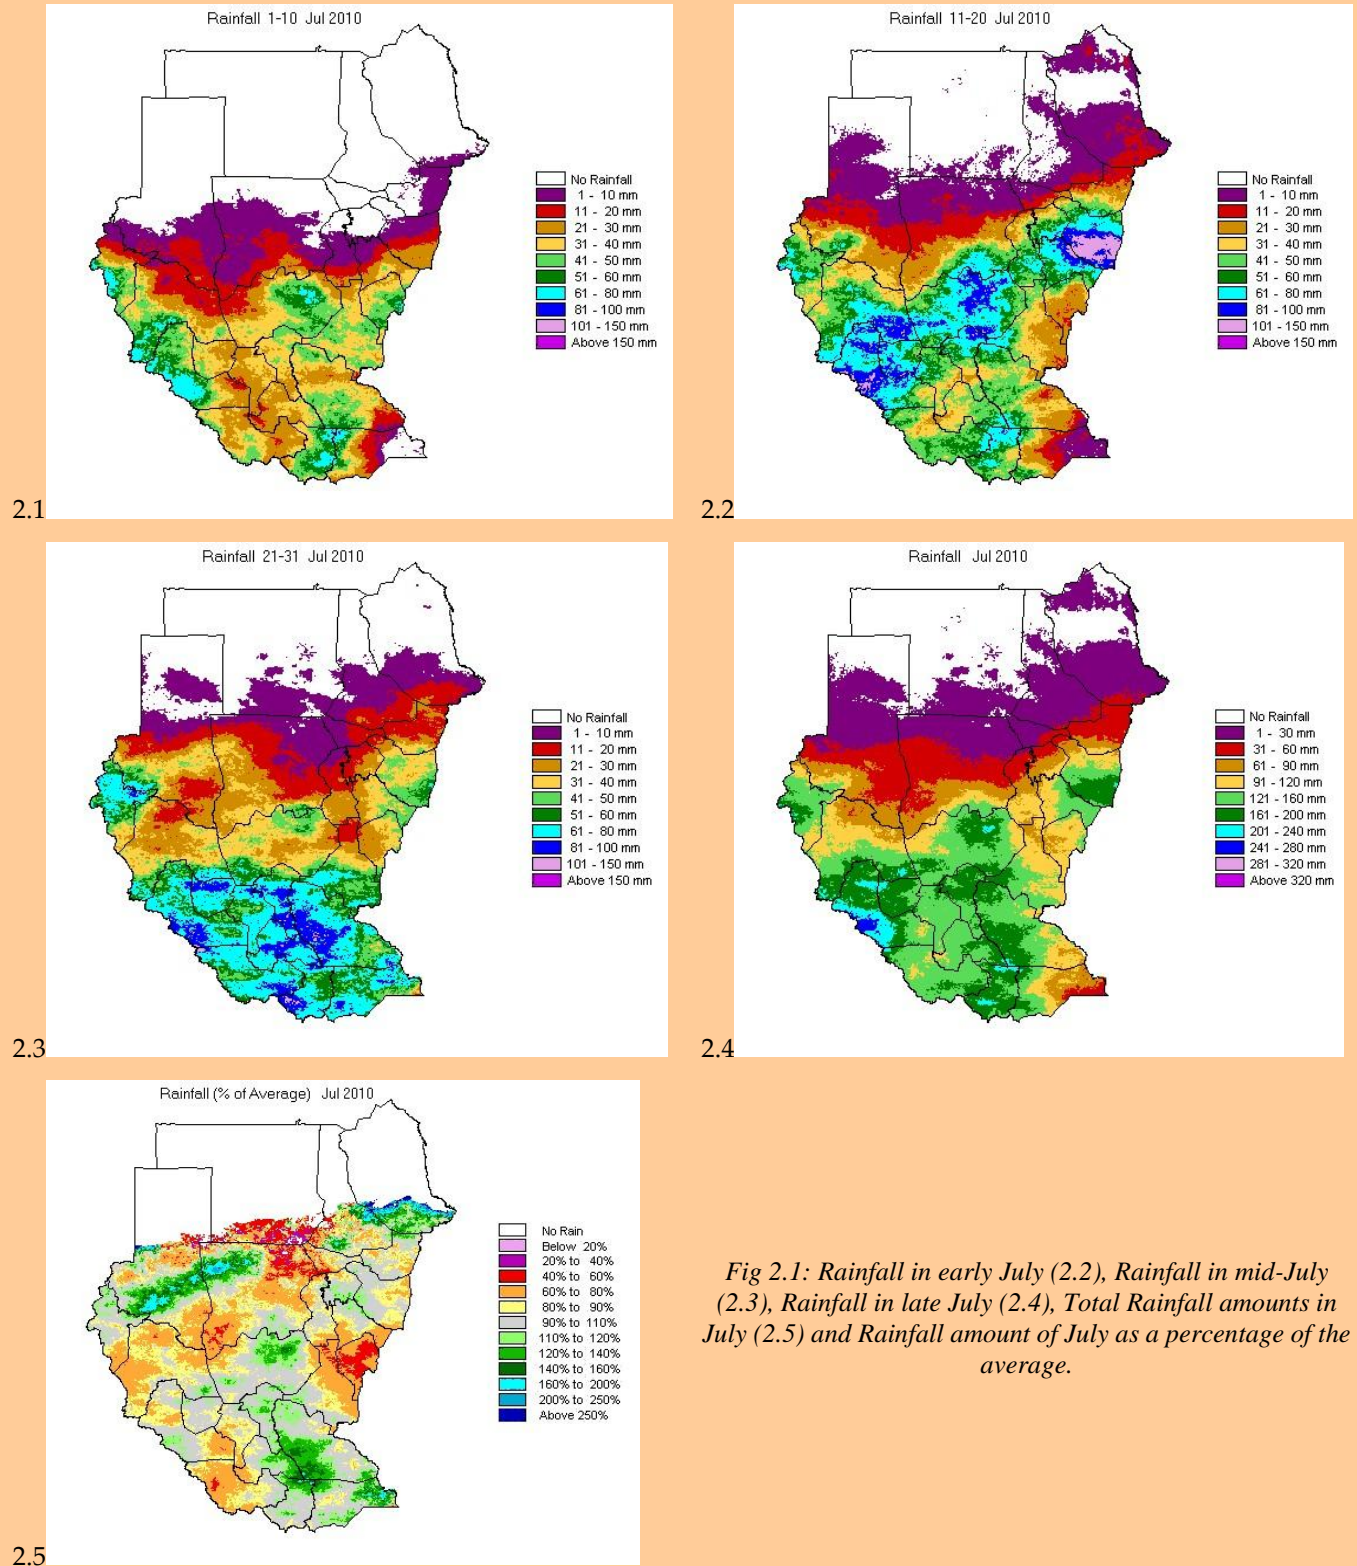 Rainfall 1-10 Jul 2010
No Rainfall
1 - 10 mm
11 - 20 mm
21 - 30 mm
31 - 40 mm
41 - 50 mm
51 - 60 mm
61 - 80 mm
81 - 100 mm
101 - 150 mm
Above 150 mm
2.1
Rainfall 11-20 Jul 2010
No Rainfall
1 - 10 mm
11 - 20 mm
21 - 30 mm
31 - 40 mm
41 - 50 mm
51 - 60 mm
61 - 80 mm
81 - 100 mm
101 - 150 mm
Above 150 mm
2.2
Rainfall 21-31 Jul 2010
No Rainfall
1 - 10 mm
11 - 20 mm
21 - 30 mm
31 - 40 mm
41 - 50 mm
51 - 60 mm
61 - 80 mm
81 - 100 mm
101 - 150 mm
Above 150 mm
2.3
Rainfall Jul 2010
No Rainfall
1 - 30 mm
31 - 60 mm
61 - 90 mm
91 - 120 mm
121 - 160 mm
161 - 200 mm
201 - 240 mm
241 - 280 mm
281 - 320 mm
Above 320 mm
2.4
Rainfall (% of Average) Jul 2010
No Rain
Below 20%
20% to 40%
40% to 60%
60% to 80%
80% to 90%
90% to 110%
110% to 120%
120% to 140%
140% to 160%
160% to 200%
200% to 250%
Above 250%
2.5
Fig 2.1: Rainfall in early July (2.2), Rainfall in mid-July
(2.3), Rainfall in late July (2.4), Total Rainfall amounts in
July (2.5) and Rainfall amount of July as a percentage of the
average.